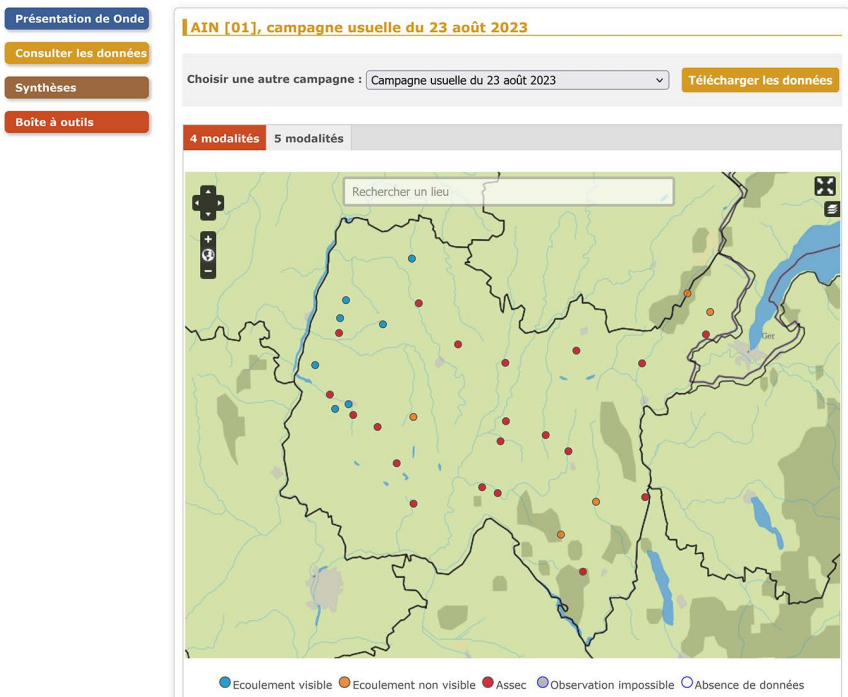 Présentation de Onde
Consulter les données
Synthèses
Boîte à outils
AIN [01], campagne usuelle du 23 août 2023
Choisir une autre campagne : Campagne usuelle du 23 août 2023 Télécharger les données
4 modalités 5 modalités
Rechercher un lieu
Ger
Ecoulement visible Ecoulement non visible Assec Observation impossible Absence de données